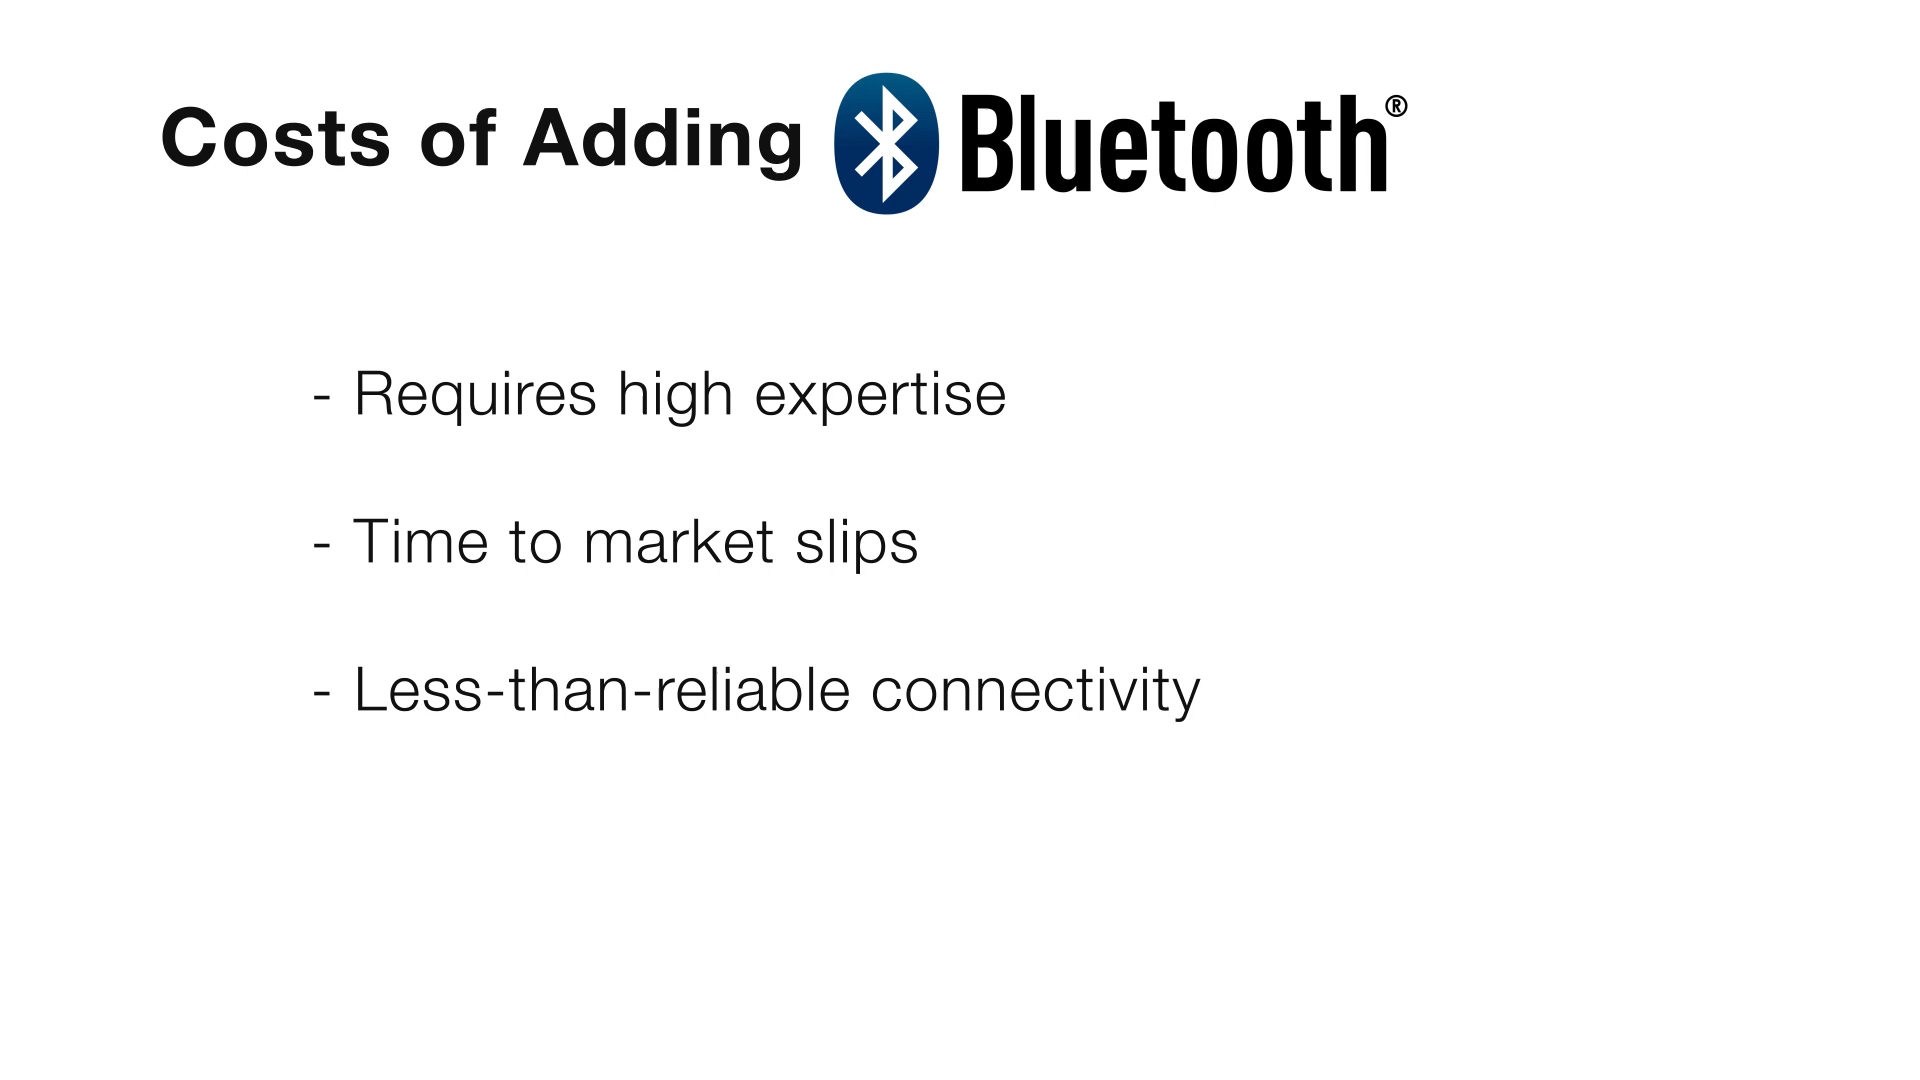 Costs of Adding Bluetooth®
- Requires high expertise
- Time to market slips
- Less-than-reliable connectivity